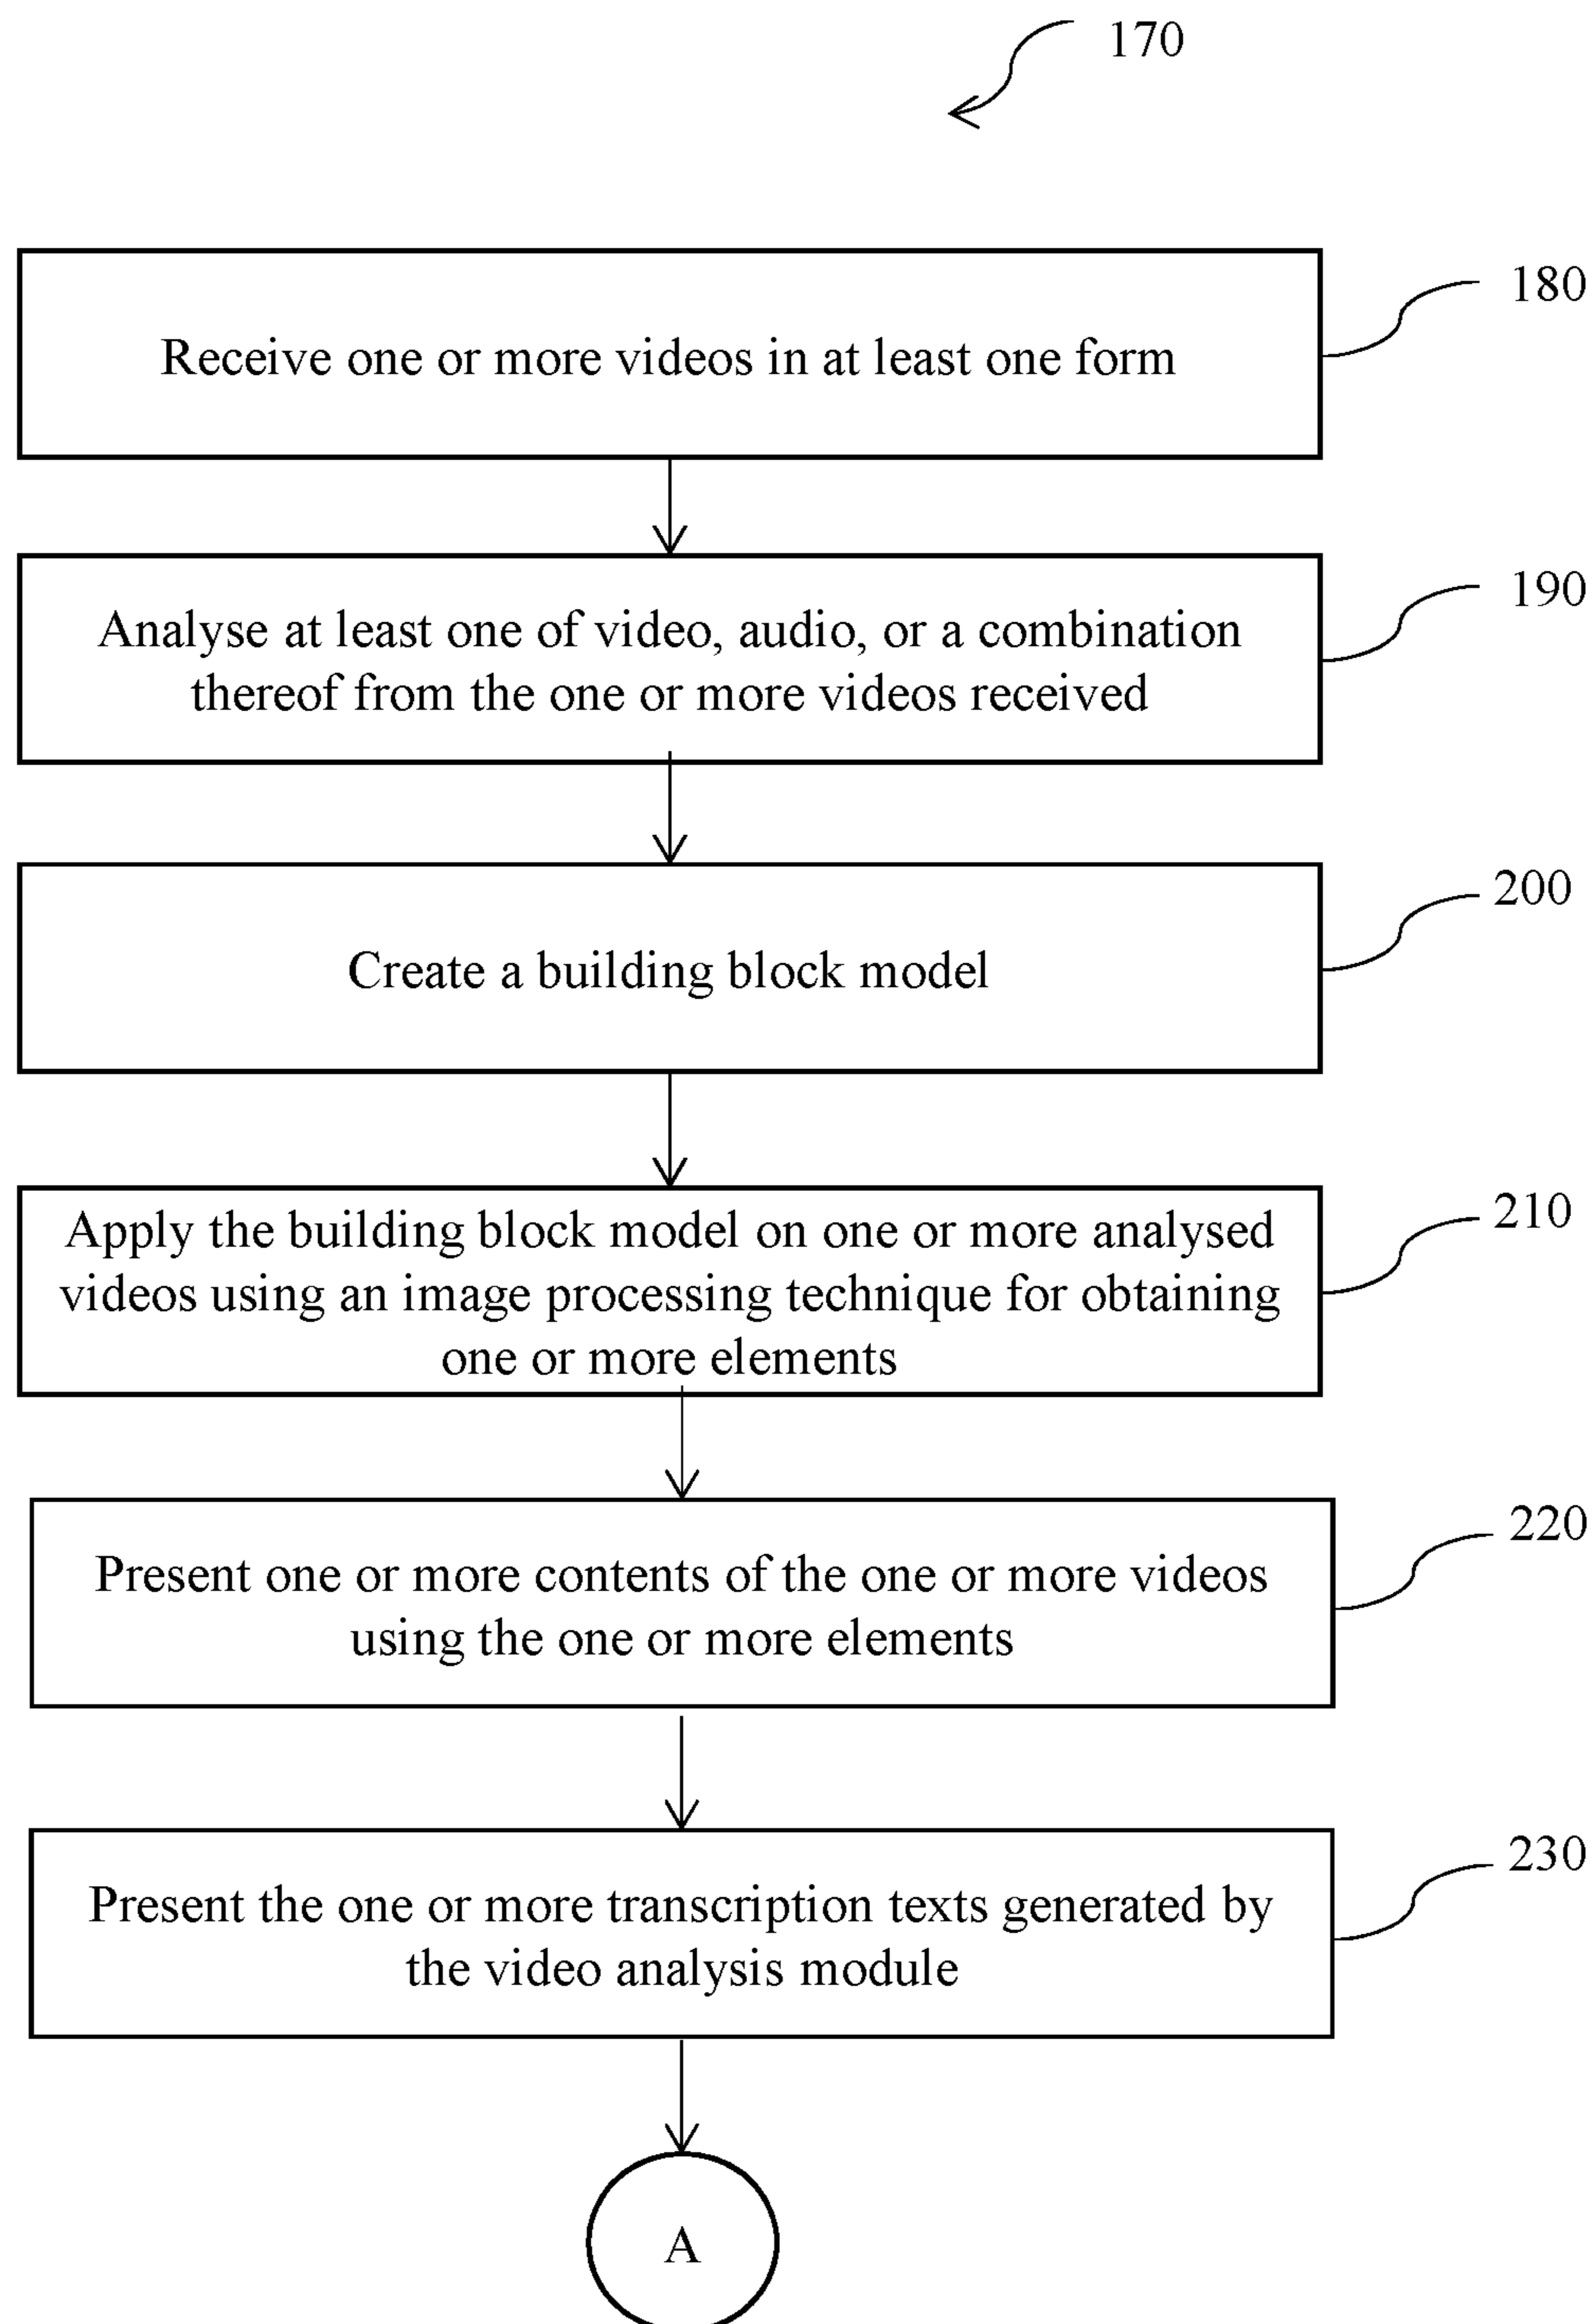 170
180
Receive one or more videos in at least one form
190
Analyse at least one of video, audio, or a combination
thereof from the one or more videos received
200
Create a building block model
210
Apply the building block model on one or more analysed
videos using an image processing technique for obtaining
one or more elements
220
Present one or more contents of the one or more videos
using the one or more elements
230
Present the one or more transcription texts generated by
the video analysis module
A